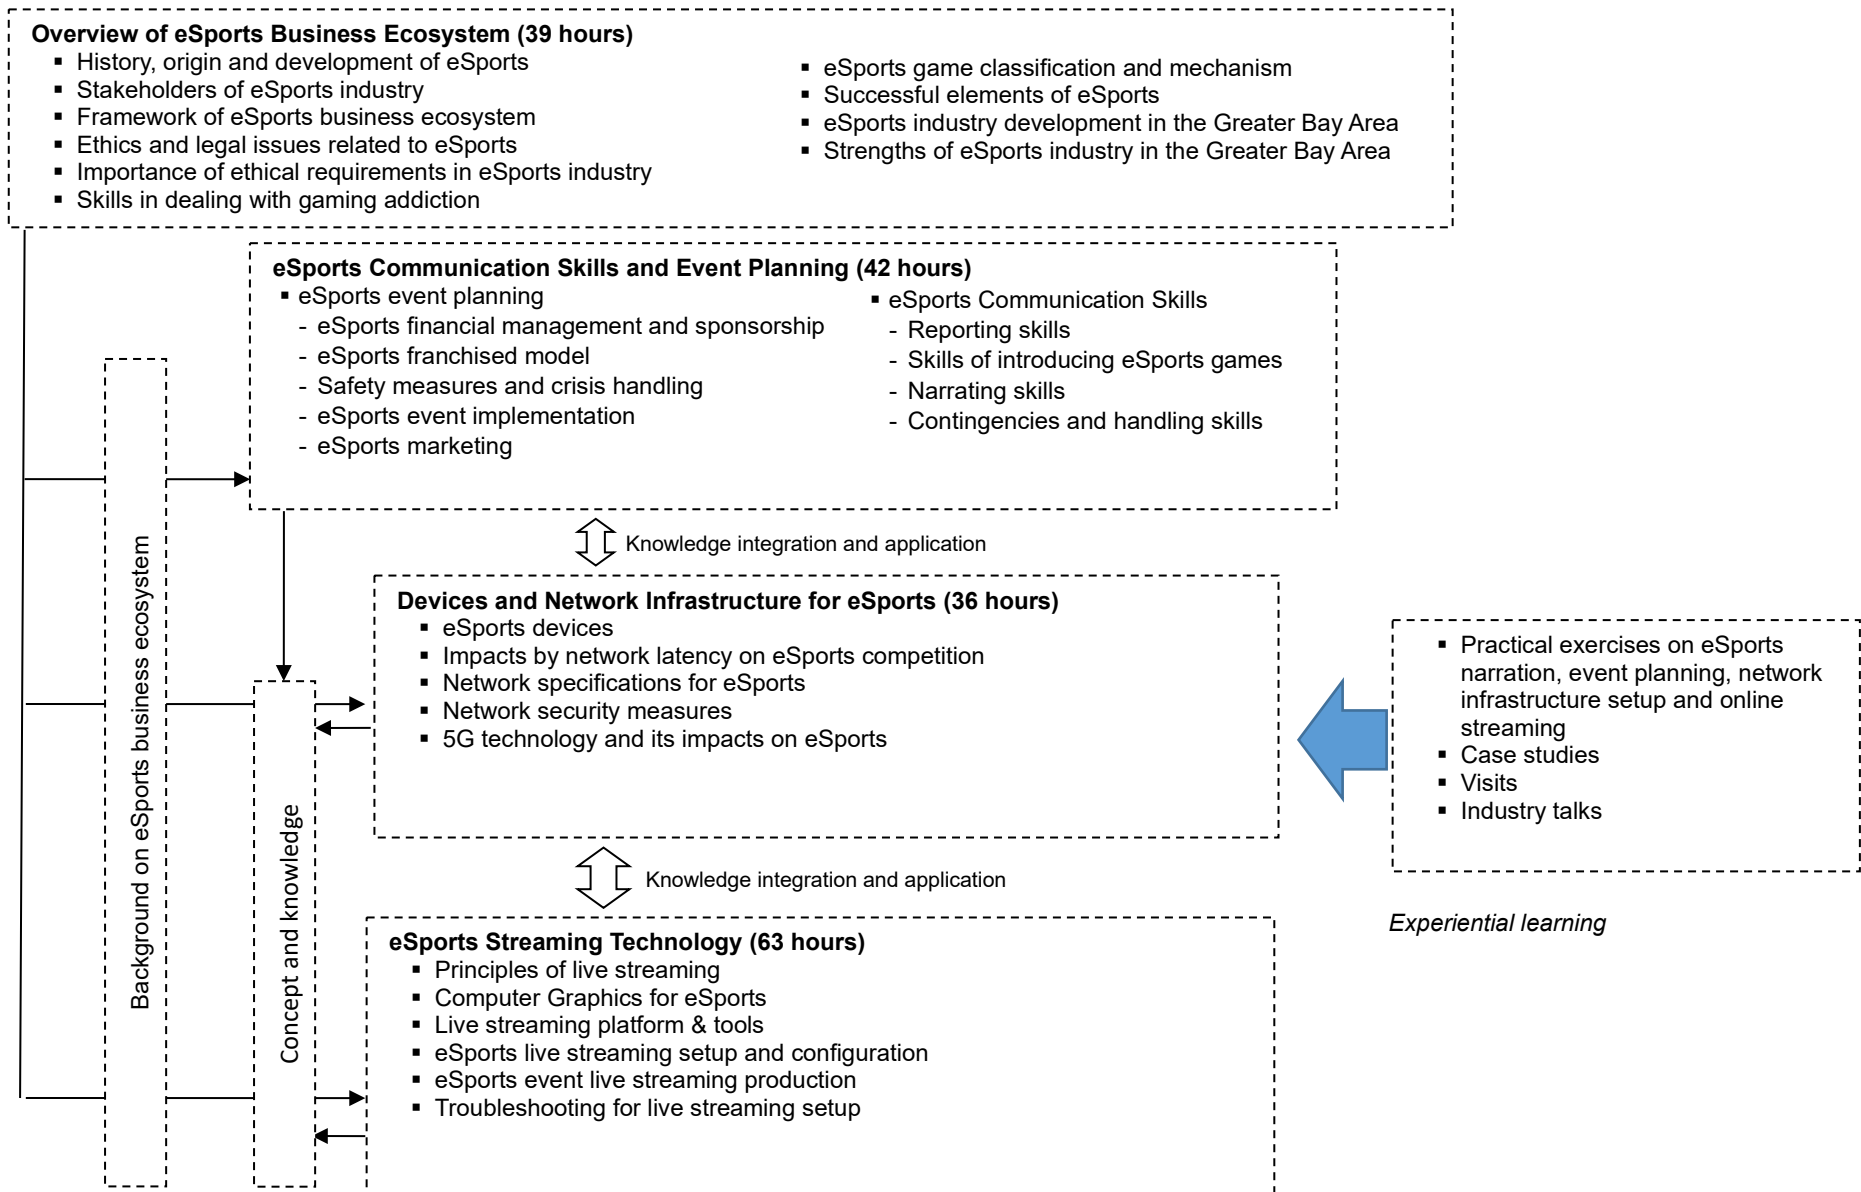 Overview of eSports Business Ecosystem (39 hours)
▪ History, origin and development of eSports
▪ Stakeholders of eSports industry
▪ Framework of eSports business ecosystem
▪ Ethics and legal issues related to eSports
▪ Importance of ethical requirements in eSports industry
▪ Skills in dealing with gaming addiction
▪ eSports game classification and mechanism
▪ Successful elements of eSports
▪ eSports industry development in the Greater Bay Area
▪ Strengths of eSports industry in the Greater Bay Area
eSports Communication Skills and Event Planning (42 hours)
▪ eSports event planning
- eSports financial management and sponsorship
- eSports franchised model
- Safety measures and crisis handling
- eSports event implementation
- eSports marketing
▪ eSports Communication Skills
- Reporting skills
- Skills of introducing eSports games
- Narrating skills
- Contingencies and handling skills
Background on eSports business ecosystem
Knowledge integration and application
Concept and knowledge
Devices and Network Infrastructure for eSports (36 hours)
▪ eSports devices
▪ Impacts by network latency on eSports competition
▪ Network specifications for eSports
▪ Network security measures
▪ 5G technology and its impacts on eSports
▪ Practical exercises on eSports
narration, event planning, network
infrastructure setup and online
streaming
▪ Case studies
▪ Visits
▪ Industry talks
Experiential learning
Knowledge integration and application
eSports Streaming Technology (63 hours)
▪ Principles of live streaming
▪ Computer Graphics for eSports
▪ Live streaming platform & tools
▪ eSports live streaming setup and configuration
▪ eSports event live streaming production
▪ Troubleshooting for live streaming setup